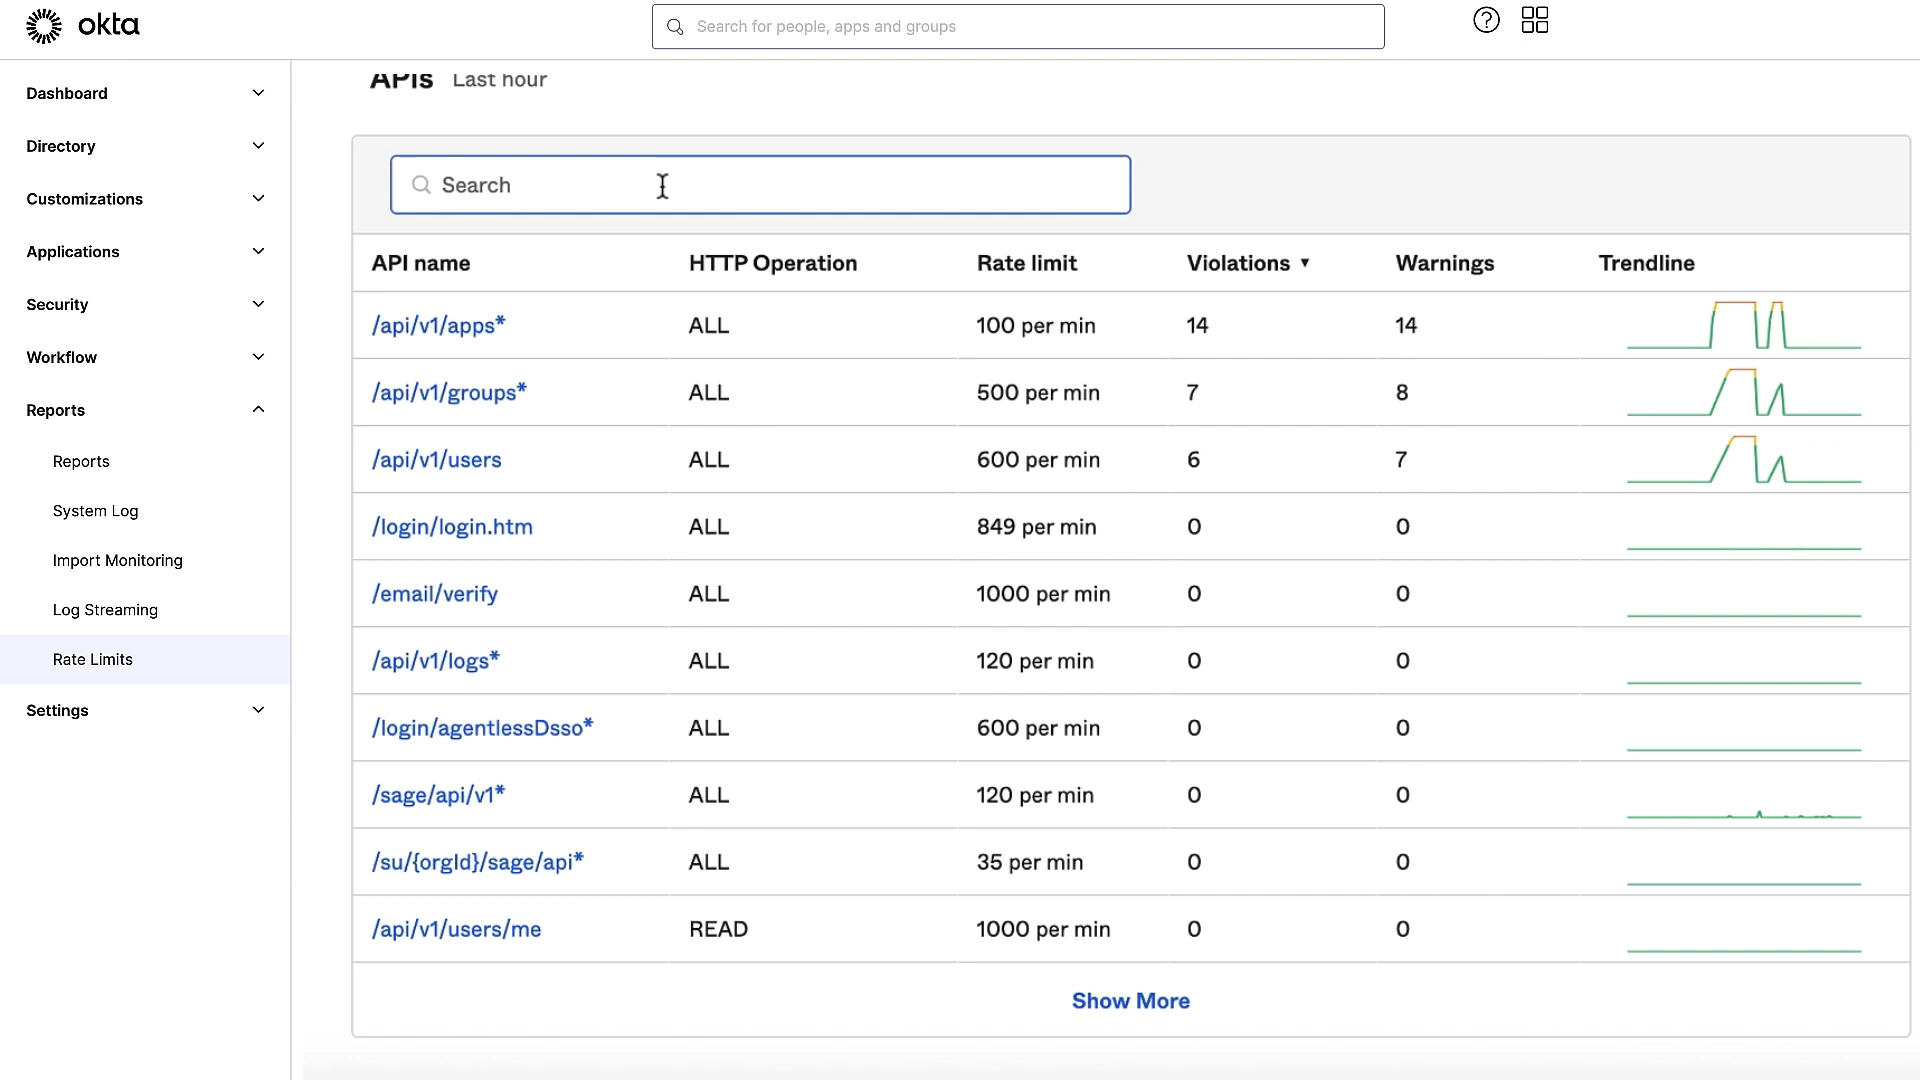 okta
Search for people, apps and groups
Dashboard
Directory
Customizations
Applications
Security
Workflow
Reports
Reports
System Log
Import Monitoring
Log Streaming
Rate Limits
Settings
APIs Last hour
Search
API name HTTP Operation Rate limit Violations ▼ Warnings Trendline
/api/v1/apps* ALL 100 per min 14 14
/api/v1/groups* ALL 500 per min 7 8
/api/v1/users ALL 600 per min 6 7
/login/login.htm ALL 849 per min 0 0
/email/verify ALL 1000 per min 0 0
/api/v1/logs* ALL 120 per min 0 0
/login/agentlessDsso* ALL 600 per min 0 0
/sage/api/v1* ALL 120 per min 0 0
/su/{orgId}/sage/api* ALL 35 per min 0 0
/api/v1/users/me READ 1000 per min 0 0
Show More